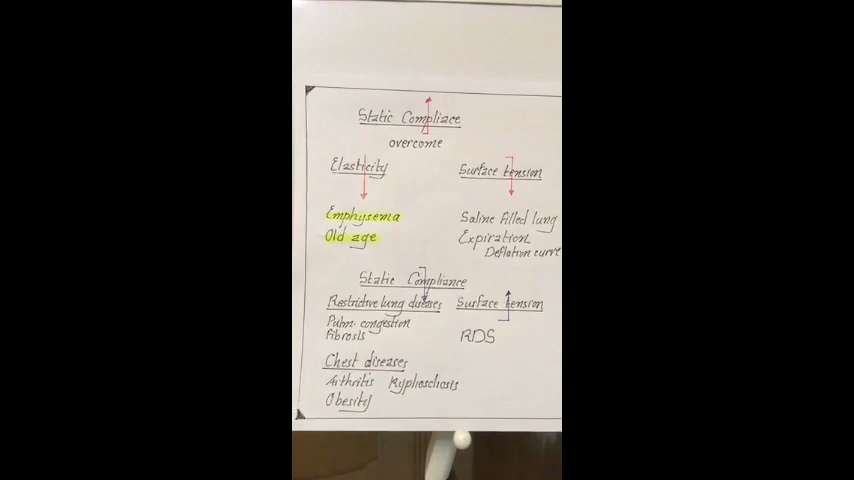 Static Compliace
overcome
Elasticity
Surface tension
Emphysema
Saline filled lung
Old age
Expiration
Deflation curve
Static Compliance
Restrictive lung diseases
Surface tension
Pulm. congestion
Fibrosis
RDS
Chest diseases
Arthritis Kyphoschosis
Obesity